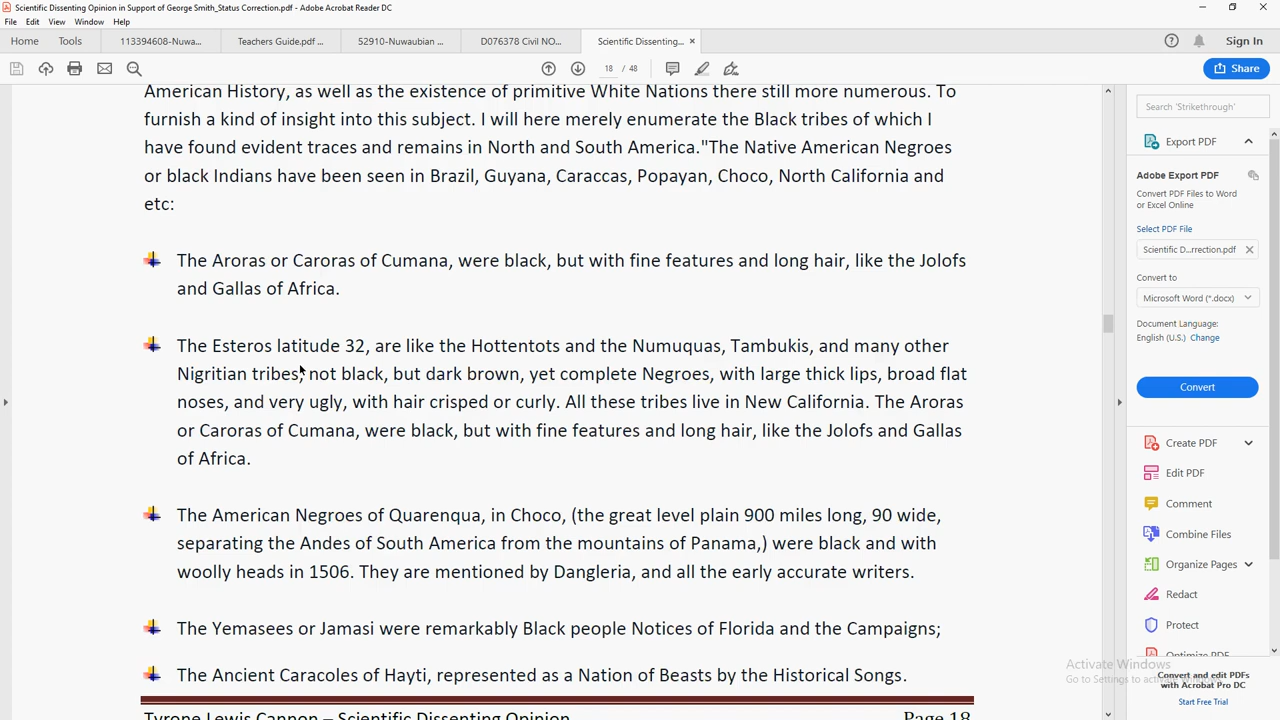 Scientific Dissenting Opinion in Support of George Smith_Status Correction.pdf - Adobe Acrobat Reader DC
File Edit View Window Help
Home Tools 113394608-Nuwa... Teachers Guide.pdf ... 52910-Nuwaubian ... D076378 Civil NO... Scientific Dissenting... × Sign In
18 / 48 Share
American History, as well as the existence of primitive White Nations there still more numerous. To
furnish a kind of insight into this subject. I will here merely enumerate the Black tribes of which I
have found evident traces and remains in North and South America."The Native American Negroes
or black Indians have been seen in Brazil, Guyana, Caraccas, Popayan, Choco, North California and
etc:
The Aroras or Caroras of Cumana, were black, but with fine features and long hair, like the Jolofs
and Gallas of Africa.
The Esteros latitude 32, are like the Hottentots and the Numuquas, Tambukis, and many other
Nigritian tribes, not black, but dark brown, yet complete Negroes, with large thick lips, broad flat
noses, and very ugly, with hair crisped or curly. All these tribes live in New California. The Aroras
or Caroras of Cumana, were black, but with fine features and long hair, like the Jolofs and Gallas
of Africa.
The American Negroes of Quarenqua, in Choco, (the great level plain 900 miles long, 90 wide,
separating the Andes of South America from the mountains of Panama,) were black and with
woolly heads in 1506. They are mentioned by Dangleria, and all the early accurate writers.
The Yemasees or Jamasi were remarkably Black people Notices of Florida and the Campaigns;
The Ancient Caracoles of Hayti, represented as a Nation of Beasts by the Historical Songs.
Tyrone Lewis Cannon – Scientific Dissenting Opinion Page 18
Search 'Strikethrough'
Export PDF
Adobe Export PDF
Convert PDF Files to Word
or Excel Online
Select PDF File
Scientific D...rrection.pdf
Convert to
Microsoft Word (*.docx)
Document Language:
English (U.S.) Change
Convert
Create PDF
Edit PDF
Comment
Combine Files
Organize Pages
Redact
Protect
Optimize PDF
Activate Windows
Go to Settings to activate
Convert and edit PDFs
with Acrobat Pro DC
Start Free Trial